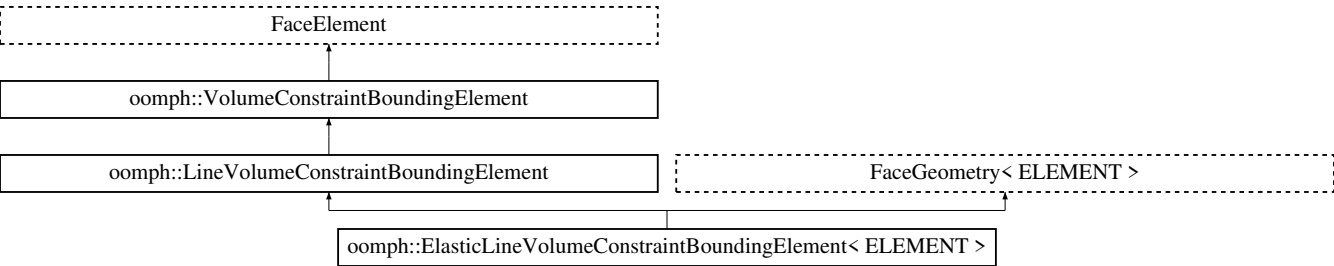 FaceElement
oomph::VolumeConstraintBoundingElement
oomph::LineVolumeConstraintBoundingElement
FaceGeometry< ELEMENT >
oomph::ElasticLineVolumeConstraintBoundingElement< ELEMENT >